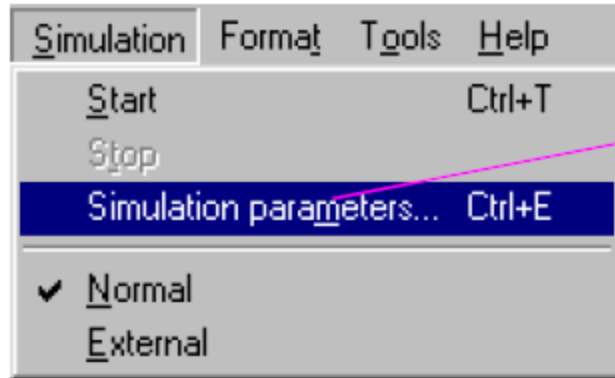 Simulation Format Tools Help
Start Ctrl+T
Stop
Simulation parameters... Ctrl+E
Normal
External